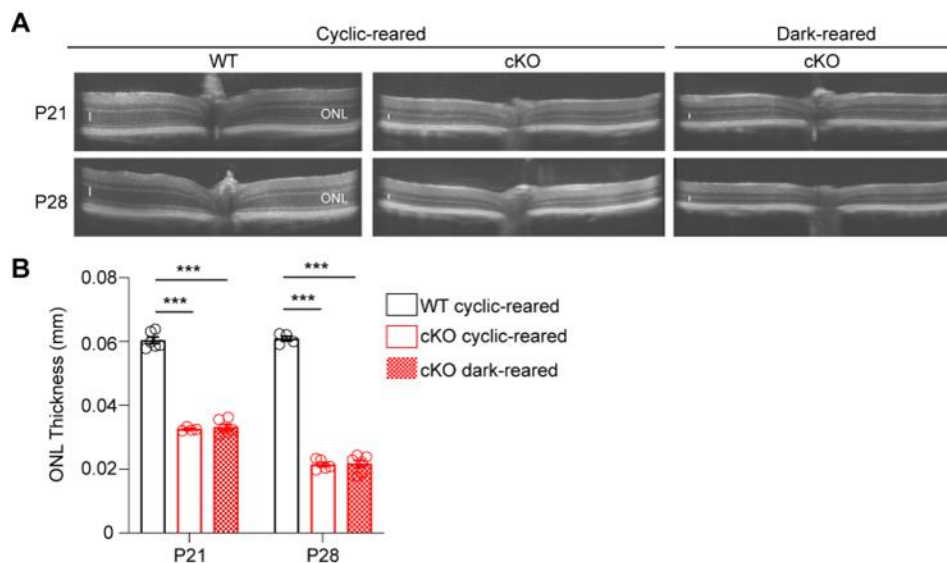 A
Cyclic-reared
Dark-reared
WT
cKO
cKO
P21
ONL
P28
ONL
B
ONL Thickness (mm)
0.08
0.06
0.04
0.02
0
***
***
***
***
P21
P28
WT cyclic-reared
cKO cyclic-reared
cKO dark-reared